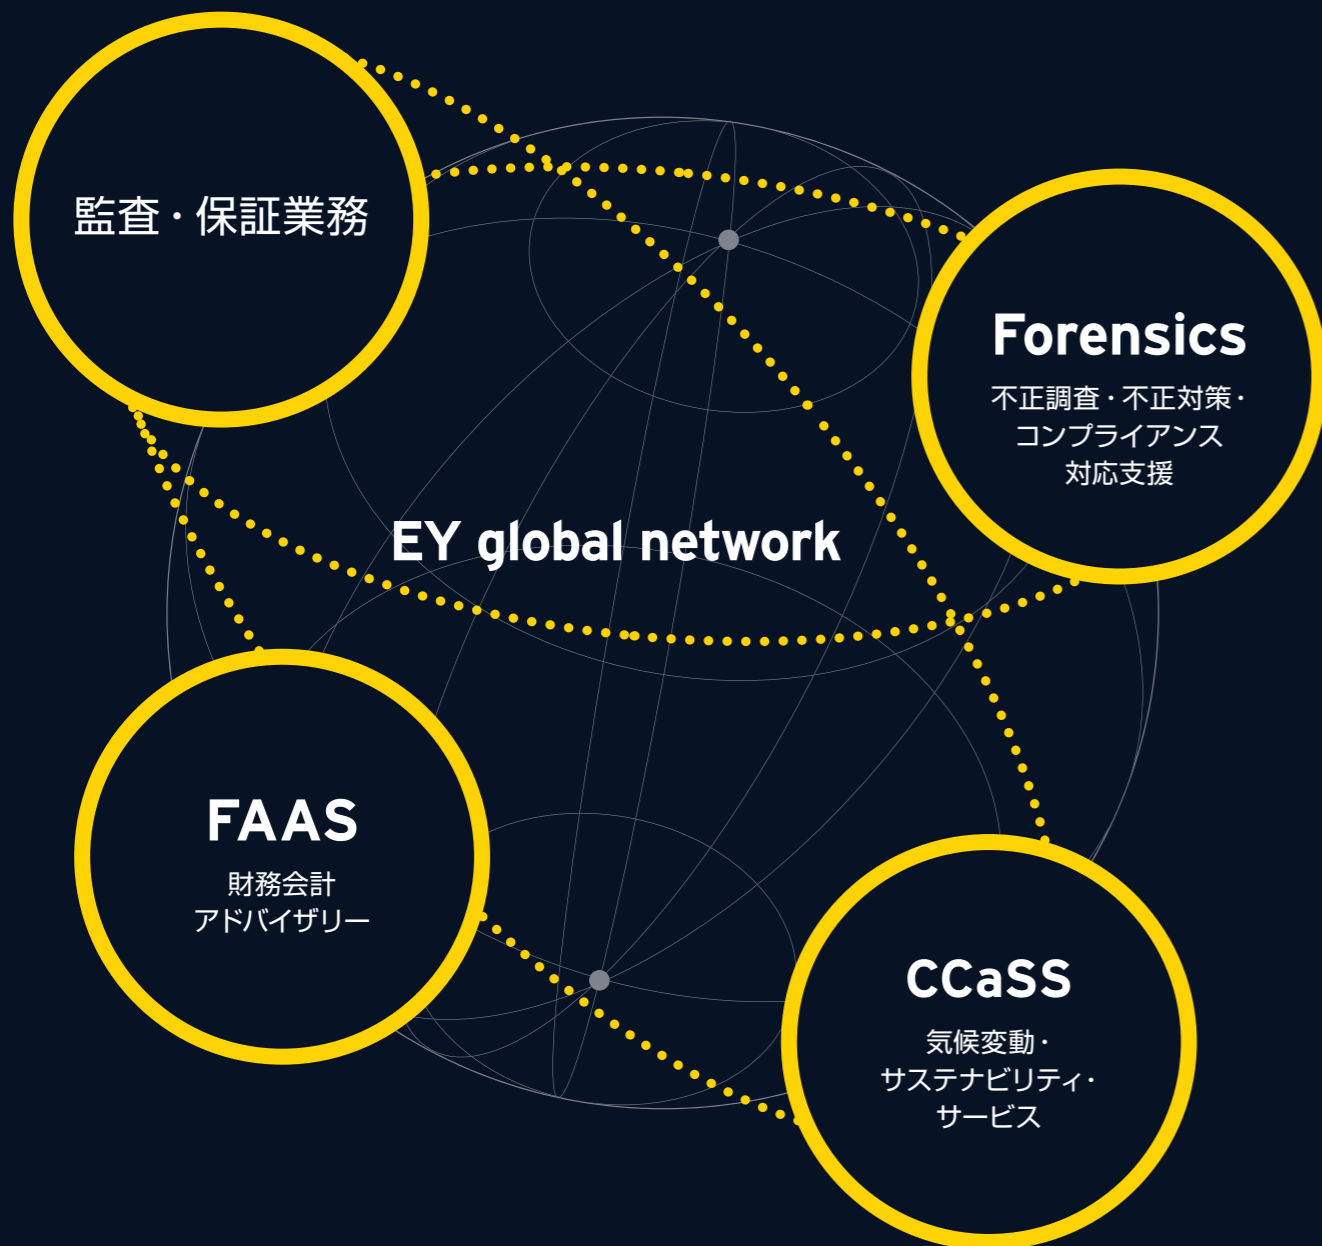 監査・保証業務
Forensics
不正調査・不正対策・
コンプライアンス
対応支援
EY global network
FAAS
財務会計
アドバイザリー
CCaSS
気候変動・
サステナビリティ・
サービス